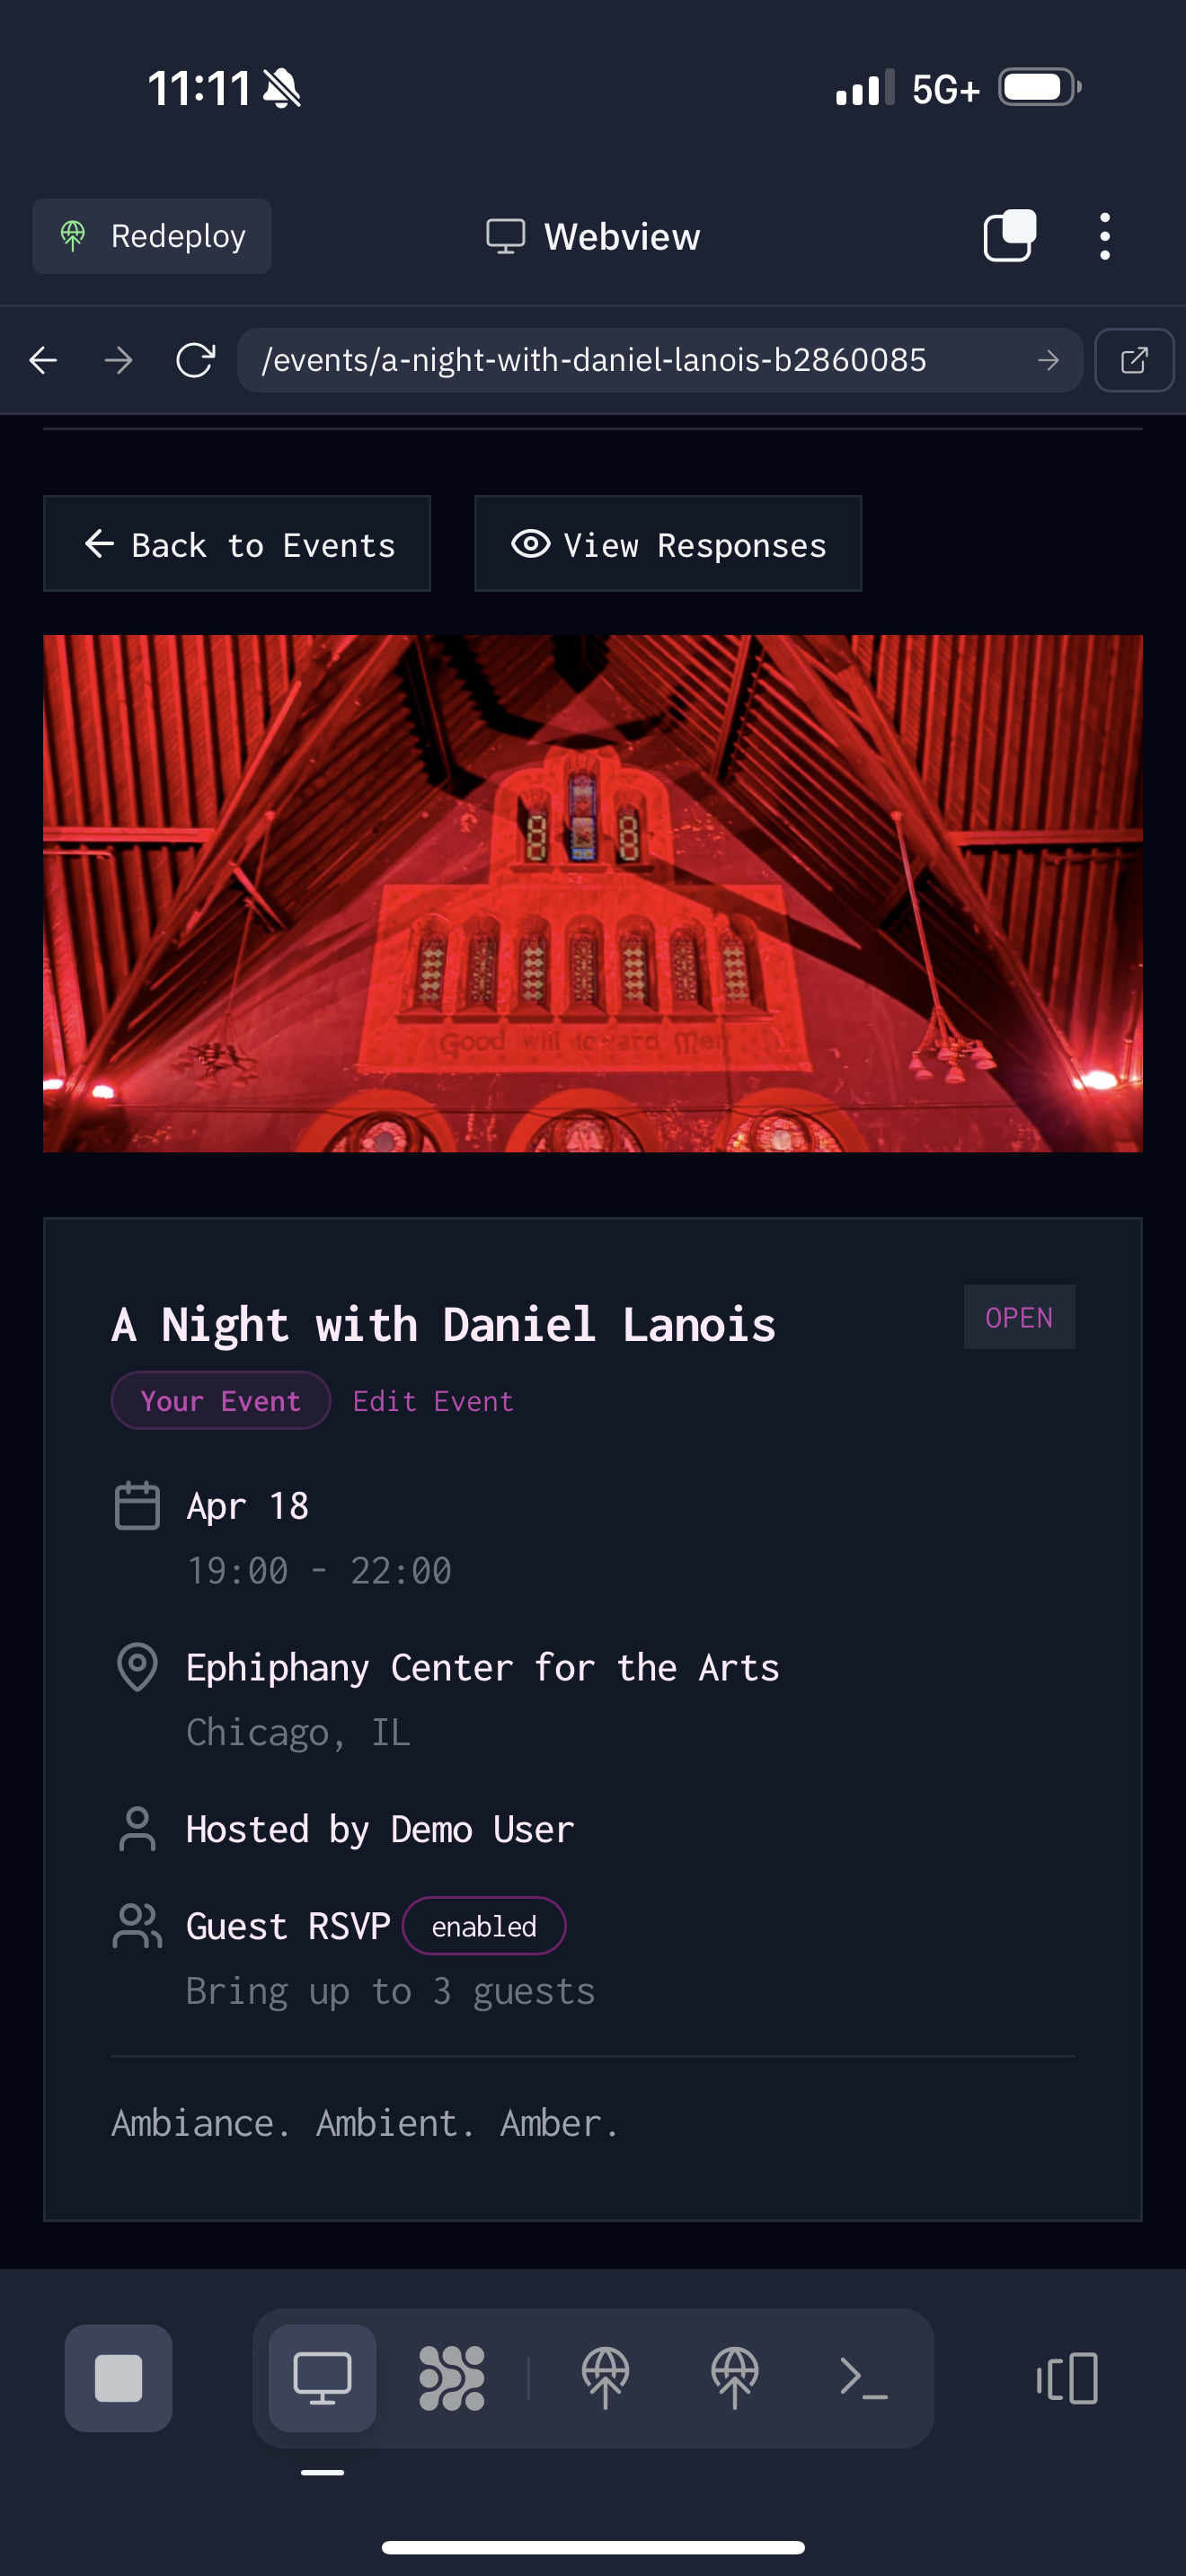 11:11
5G+
Redeploy
Webview
/events/a-night-with-daniel-lanois-b2860085
Back to Events
View Responses
Good will toward Men
A Night with Daniel Lanois
OPEN
Your Event
Edit Event
Apr 18
19:00 - 22:00
Ephiphany Center for the Arts
Chicago, IL
Hosted by Demo User
Guest RSVP
enabled
Bring up to 3 guests
Ambiance. Ambient. Amber.